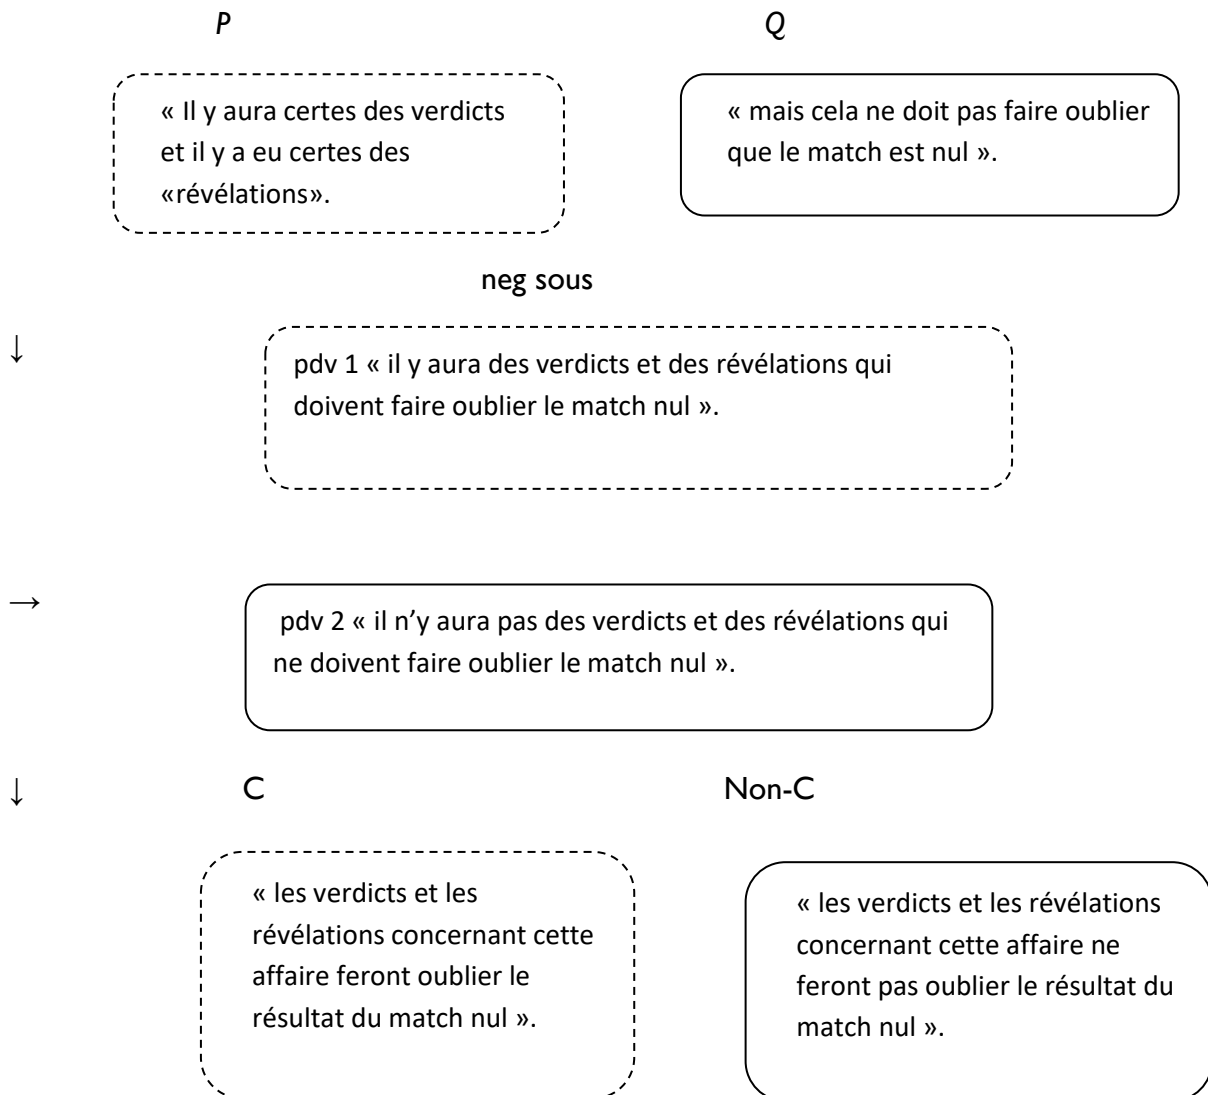 P
Q
« Il y aura certes des verdicts
et il y a eu certes des
«révélations».
« mais cela ne doit pas faire oublier
que le match est nul ».
neg sous
↓
pdv 1 « il y aura des verdicts et des révélations qui
doivent faire oublier le match nul ».
→
pdv 2 « il n’y aura pas des verdicts et des révélations qui
ne doivent faire oublier le match nul ».
↓
C
Non-C
« les verdicts et les
révélations concernant cette
affaire feront oublier le
résultat du match nul ».
« les verdicts et les révélations
concernant cette affaire ne
feront pas oublier le résultat du
match nul ».